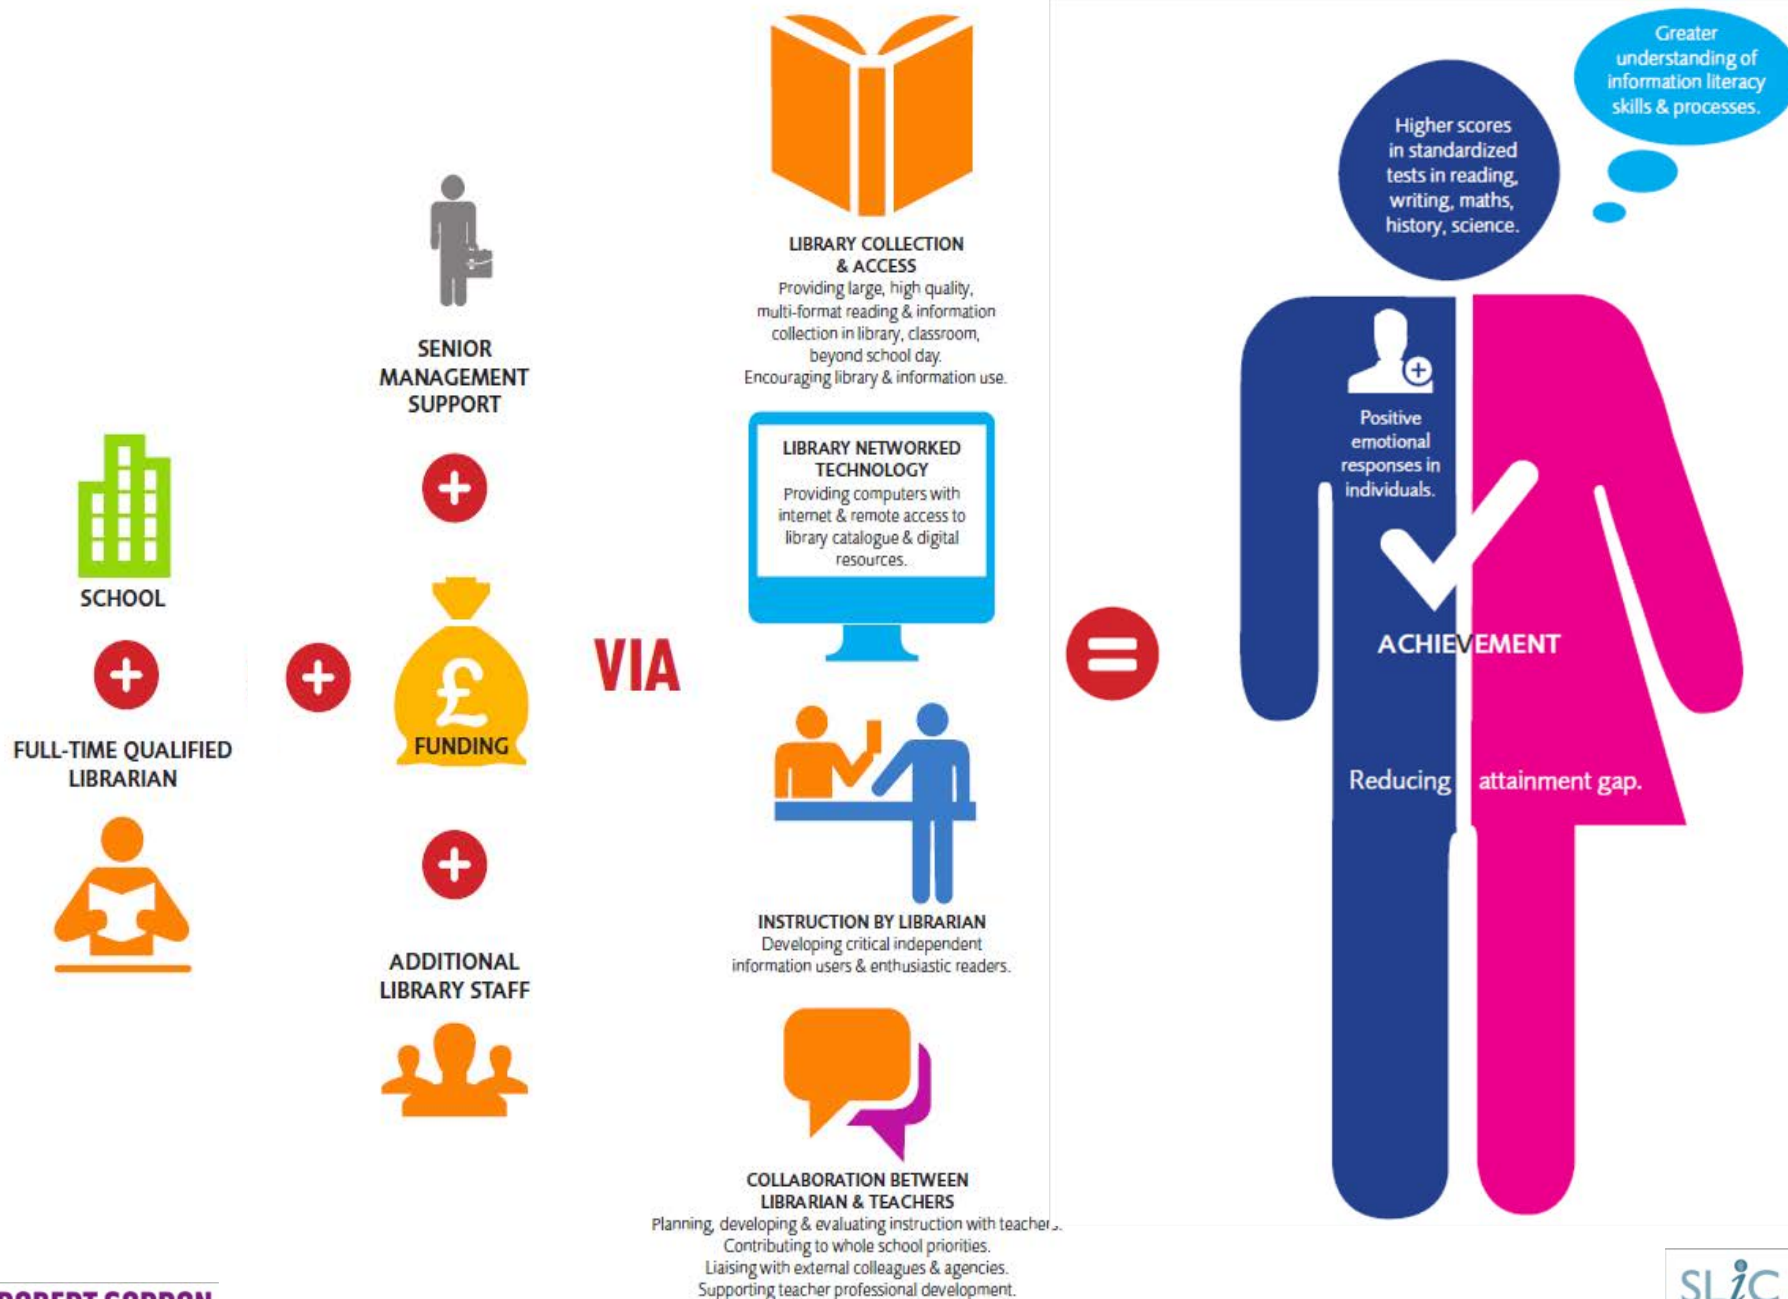 SCHOOL
FULL-TIME QUALIFIED
LIBRARIAN
SENIOR
MANAGEMENT
SUPPORT
£
FUNDING
ADDITIONAL
LIBRARY STAFF
VIA
LIBRARY COLLECTION
& ACCESS
Providing large, high quality,
multi-format reading & information
collection in library, classroom,
beyond school day.
Encouraging library & information use.
LIBRARY NETWORKED
TECHNOLOGY
Providing computers with
internet & remote access to
library catalogue & digital
resources.
INSTRUCTION BY LIBRARIAN
Developing critical independent
information users & enthusiastic readers.
COLLABORATION BETWEEN
LIBRARIAN & TEACHERS
Planning, developing & evaluating instruction with teachers.
Contributing to whole school priorities.
Liaising with external colleagues & agencies.
Supporting teacher professional development.
Greater
understanding of
information literacy
skills & processes.
Higher scores
in standardized
tests in reading,
writing, maths,
history, science.
Positive
emotional
responses in
individuals.
ACHIEVEMENT
Reducing attainment gap.
ROBERT GORDON
SLiC